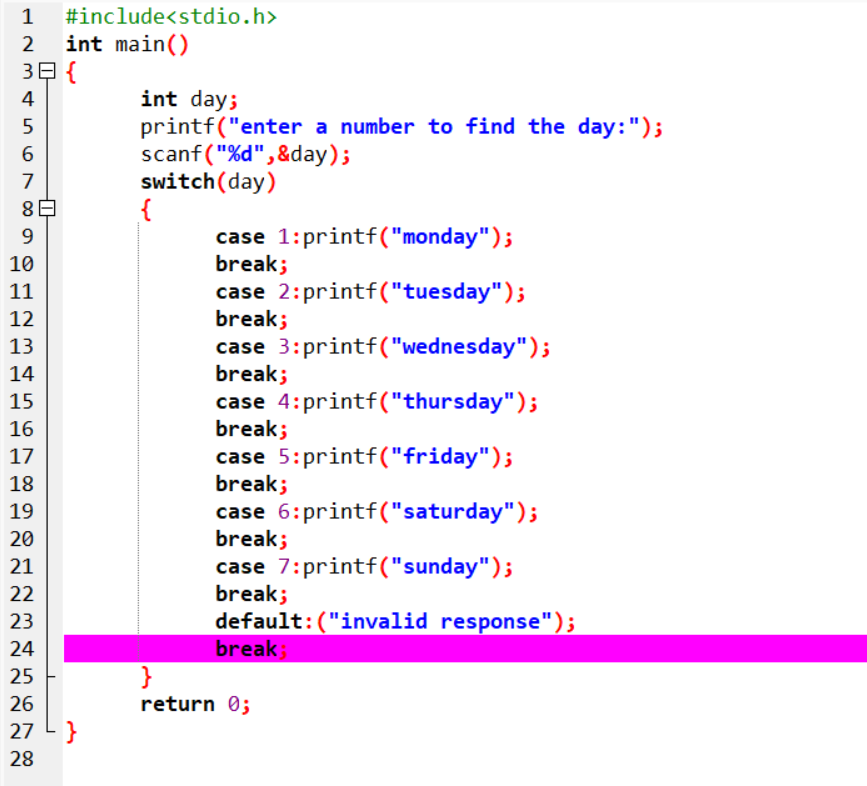 1 #include<stdio.h>
2 int main()
3 {
4 int day;
5 printf("enter a number to find the day:");
6 scanf("%d",&day);
7 switch(day)
8 {
9 case 1:printf("monday");
10 break;
11 case 2:printf("tuesday");
12 break;
13 case 3:printf("wednesday");
14 break;
15 case 4:printf("thursday");
16 break;
17 case 5:printf("friday");
18 break;
19 case 6:printf("saturday");
20 break;
21 case 7:printf("sunday");
22 break;
23 default:("invalid response");
24 break;
25 }
26 return 0;
27 }
28